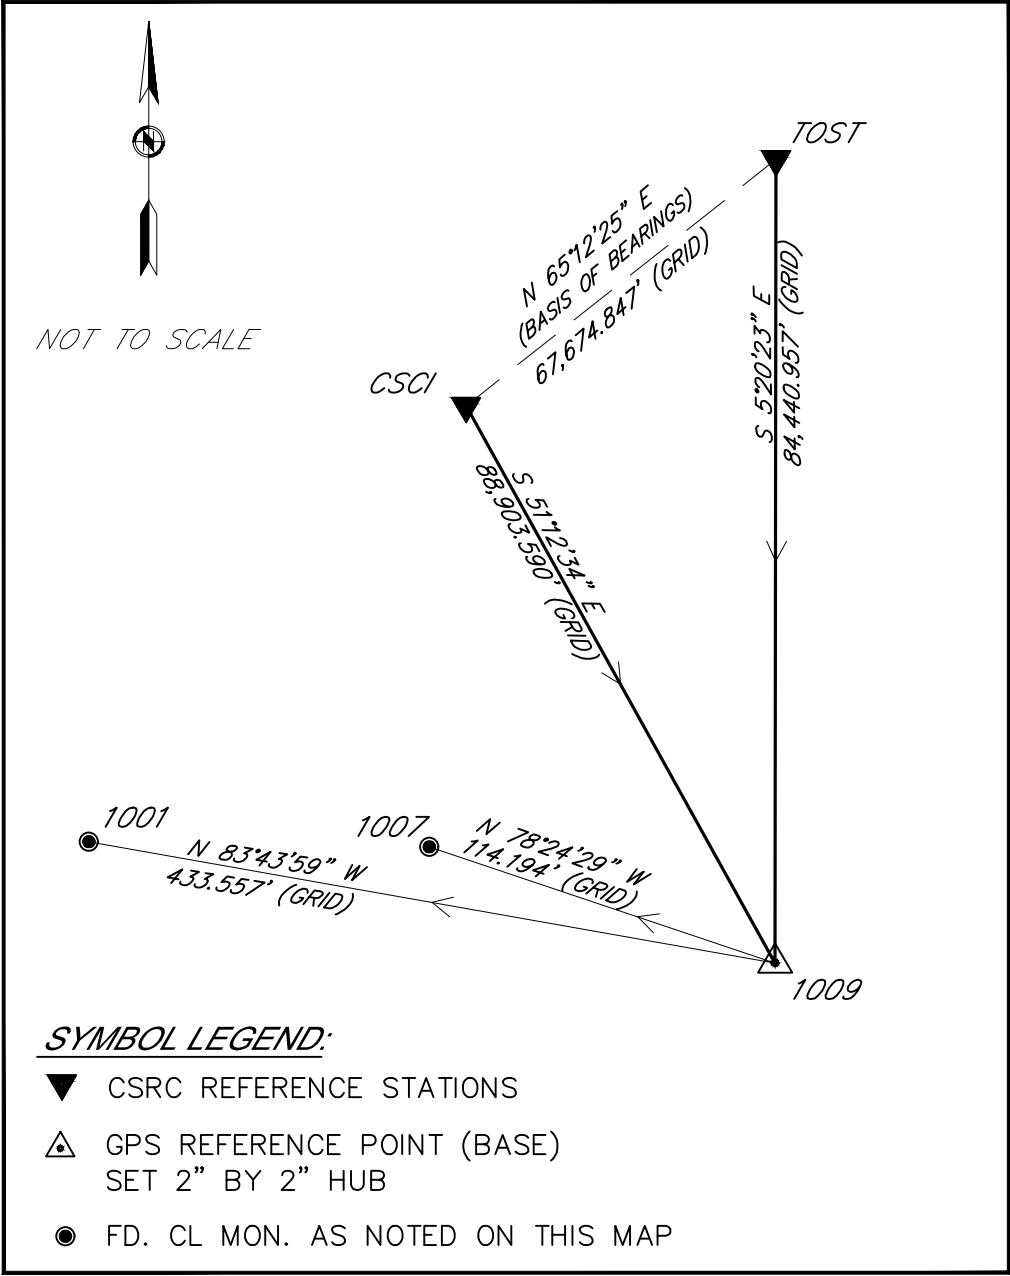 N
TOST
N 65°12'25" E
(BASIS OF BEARINGS)
67,674.847' (GRID)
S 5°20'23" E
84,440.957' (GRID)
NOT TO SCALE
CSCI
S 51°12'34" E
88,903.590' (GRID)
1001
N 83°43'59" W
433.557' (GRID)
1007
N 78°24'29" W
114.194' (GRID)
1009
SYMBOL LEGEND:
CSRC REFERENCE STATIONS
GPS REFERENCE POINT (BASE)
SET 2" BY 2" HUB
FD. CL MON. AS NOTED ON THIS MAP